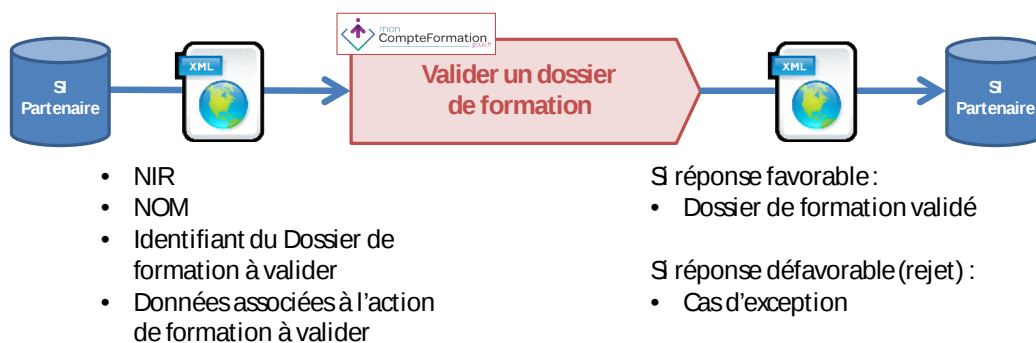 mon
CompteFormation
.gouv.fr
SI
Partenaire
XML
Valider un dossier
de formation
XML
SI
Partenaire
• NIR
• NOM
• Identifiant du Dossier de
formation à valider
• Données associées à l’action
de formation à valider
Si réponse favorable :
• Dossier de formation validé
Si réponse défavorable (rejet) :
• Cas d’exception